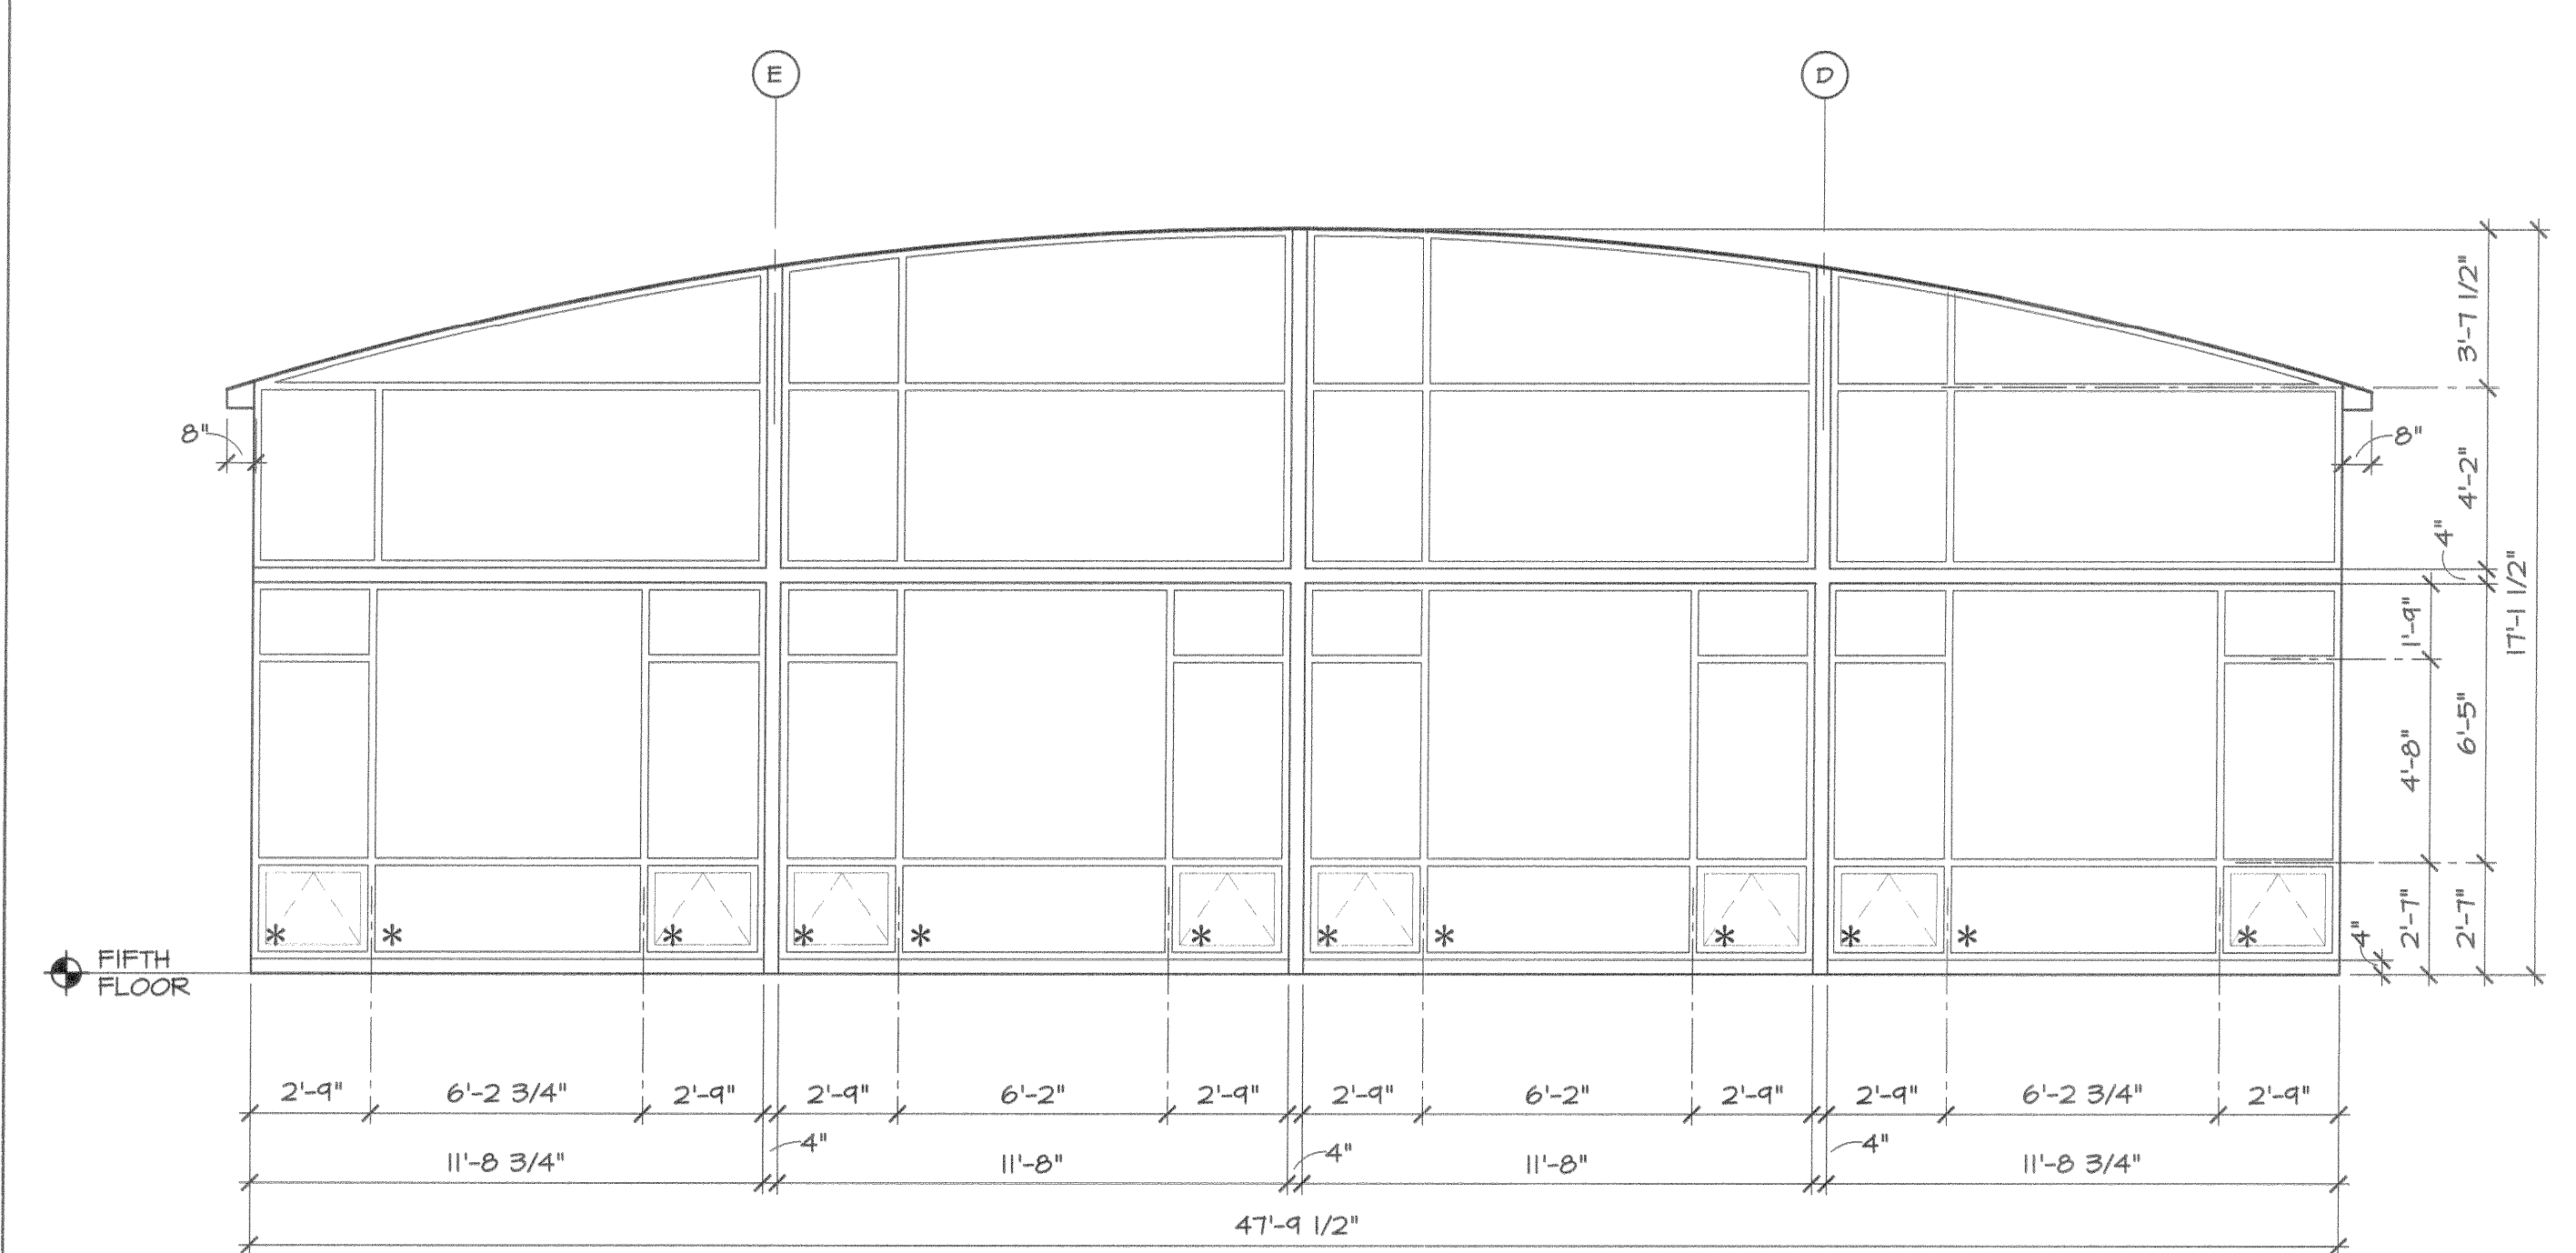 E
D
3'-7 1/2"
8"
8"
4'-2"
4"
17'-11 1/2"
1'-9"
6'-5"
4'-8"
* * * * * * * * * * * *
2'-7"
2'-7"
4"
FIFTH
FLOOR
2'-9" 6'-2 3/4" 2'-9" 2'-9" 6'-2" 2'-9" 2'-9" 6'-2" 2'-9" 2'-9" 6'-2 3/4" 2'-9"
4" 4" 4"
11'-8 3/4" 11'-8" 11'-8" 11'-8 3/4"
47'-9 1/2"